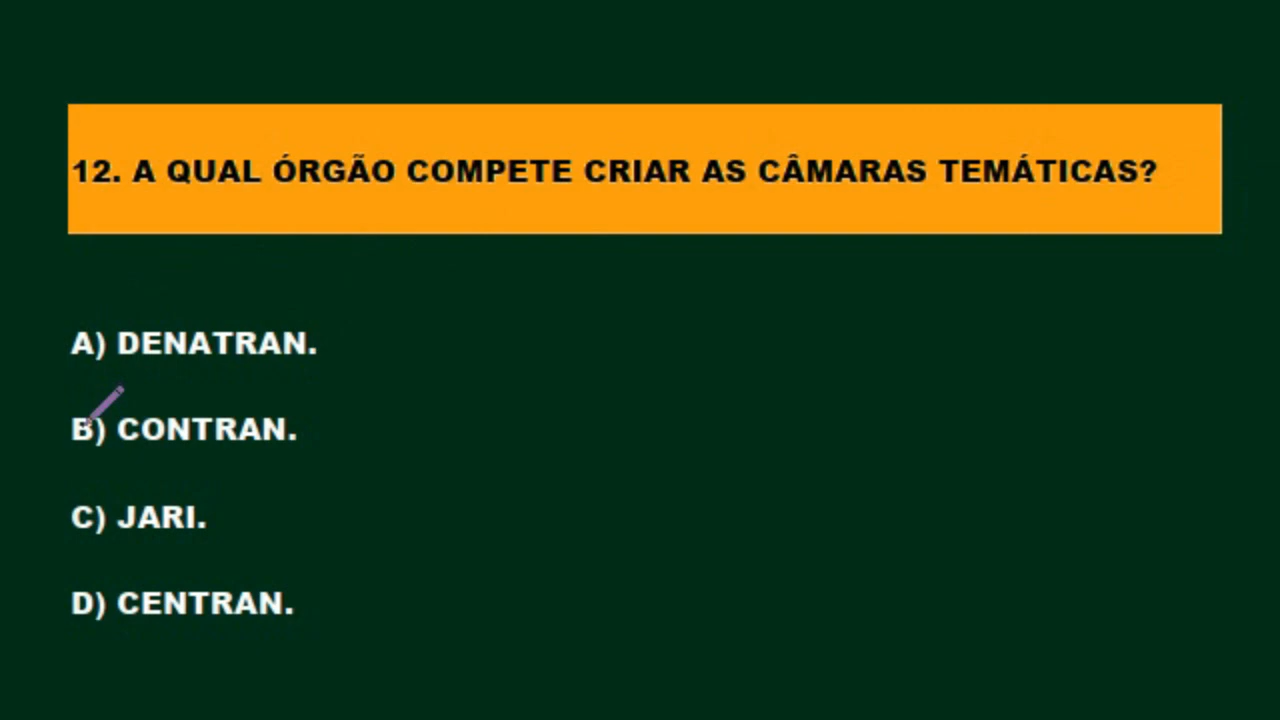 12. A QUAL ÓRGÃO COMPETE CRIAR AS CÂMARAS TEMÁTICAS?
A) DENATRAN.
B) CONTRAN.
C) JARI.
D) CENTRAN.